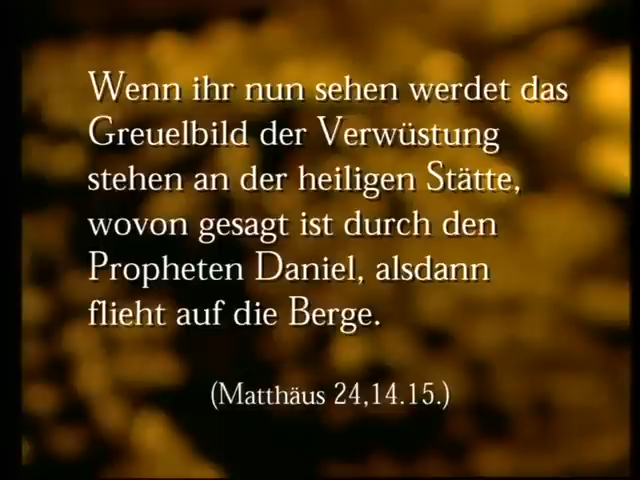 Wenn ihr nun sehen werdet das
Greuelbild der Verwüstung
stehen an der heiligen Stätte,
wovon gesagt ist durch den
Propheten Daniel, alsdann
flieht auf die Berge.
(Matthäus 24,14.15.)